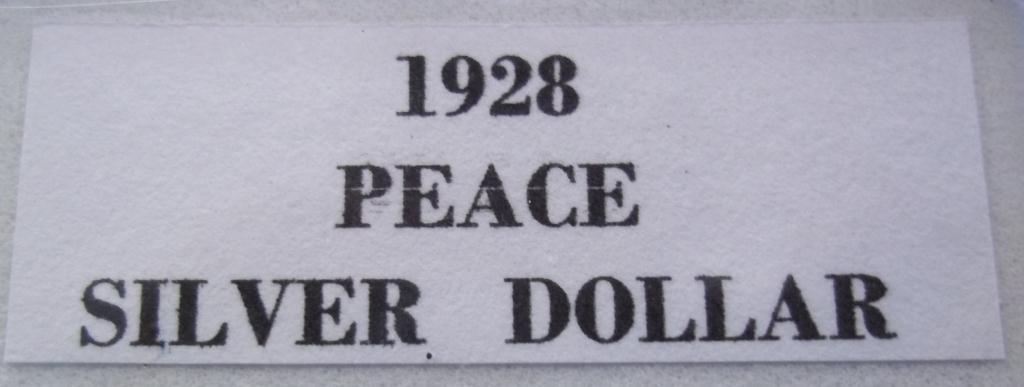 1928
PEACE
SILVER DOLLAR